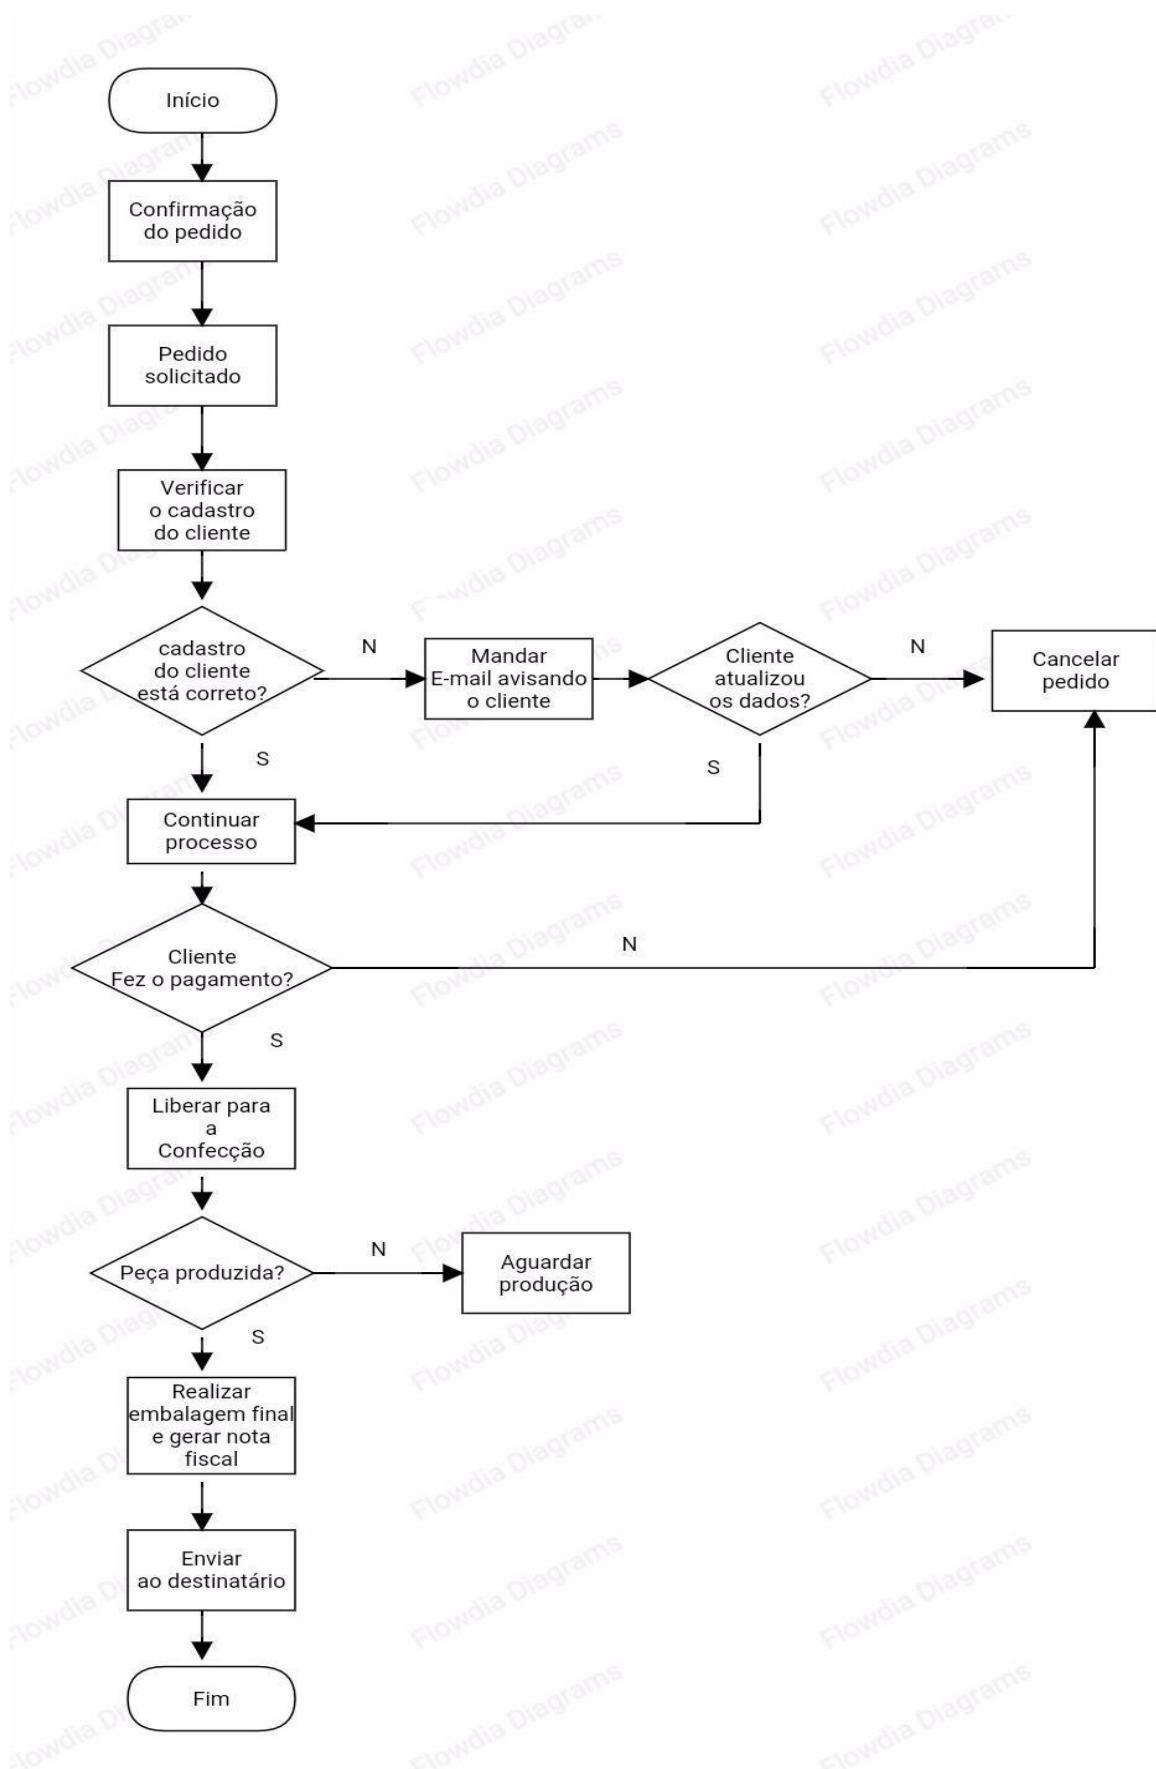 Início
Confirmação
do pedido
Pedido
solicitado
Verificar
o cadastro
do cliente
cadastro
do cliente
está correto?
N
Mandar
E-mail avisando
o cliente
Cliente
atualizou
os dados?
N
Cancelar
pedido
S
S
Continuar
processo
Cliente
Fez o pagamento?
N
S
Liberar para
a
Confecção
Peça produzida?
N
Aguardar
produção
S
Realizar
embalagem final
e gerar nota
fiscal
Enviar
ao destinatário
Fim
Flowdia Diagrams